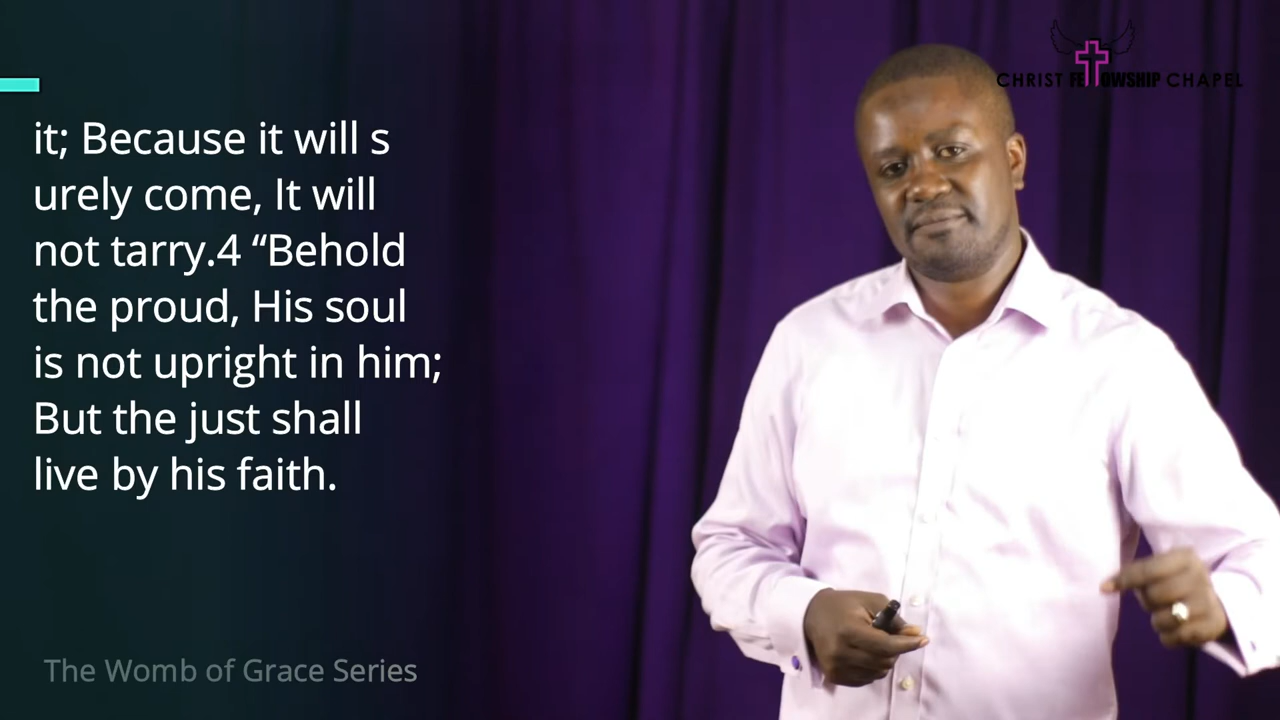 CHRIST FELLOWSHIP CHAPEL
it; Because it will s
urely come, It will
not tarry.4 “Behold
the proud, His soul
is not upright in him;
But the just shall
live by his faith.
The Womb of Grace Series